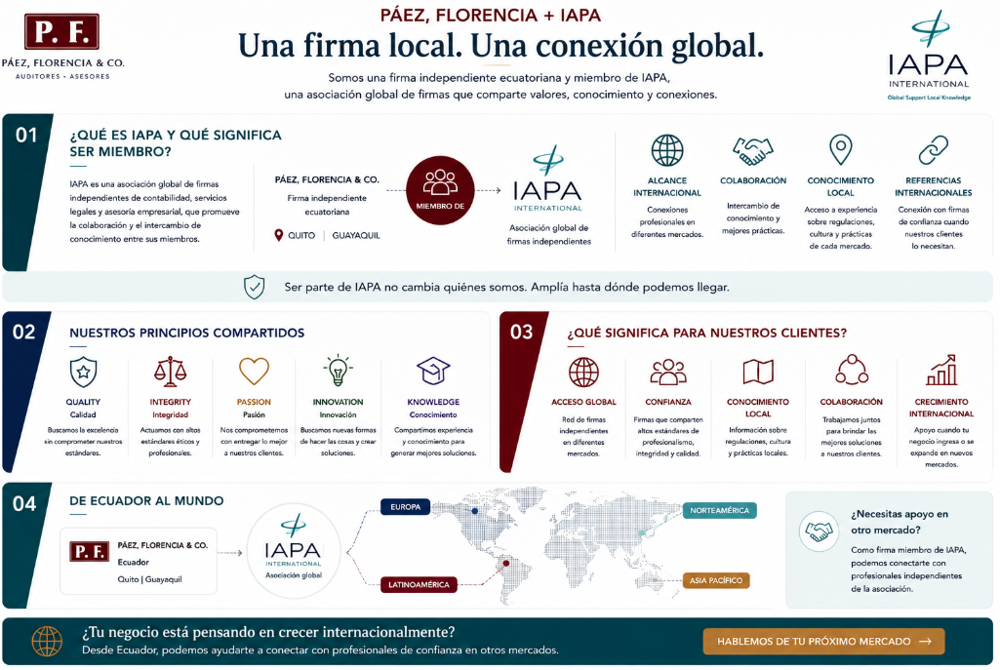 P. F.
PÁEZ, FLORENCIA & CO.
AUDITORES • ASESORES
PÁEZ, FLORENCIA + IAPA
Una firma local. Una conexión global.
Somos una firma independiente ecuatoriana y miembro de IAPA,
una asociación global de firmas que comparte valores, conocimiento y conexiones.
IAPA
INTERNATIONAL
Global Support Local Knowledge
01
¿QUÉ ES IAPA Y QUÉ SIGNIFICA
SER MIEMBRO?
IAPA es una asociación global de firmas
independientes de contabilidad, servicios
legales y asesoría empresarial, que promueve
la colaboración y el intercambio de
conocimiento entre sus miembros.
PÁEZ, FLORENCIA & CO.
Firma independiente
ecuatoriana
QUITO | GUAYAQUIL
MIEMBRO DE
IAPA
INTERNATIONAL
Asociación global de
firmas independientes
ALCANCE
INTERNACIONAL
Conexiones
profesionales en
diferentes mercados.
COLABORACIÓN
Intercambio de
conocimiento y
mejores prácticas.
CONOCIMIENTO
LOCAL
Acceso a experiencia
sobre regulaciones,
cultura y prácticas
de cada mercado.
REFERENCIAS
INTERNACIONALES
Conexión con firmas
de confianza cuando
nuestros clientes
lo necesitan.
Ser parte de IAPA no cambia quiénes somos. Amplía hasta dónde podemos llegar.
02
NUESTROS PRINCIPIOS COMPARTIDOS
QUALITY
Calidad
Buscamos la excelencia
sin comprometer nuestros
estándares.
INTEGRITY
Integridad
Actuamos con altos
estándares éticos y
profesionales.
PASSION
Pasión
Nos comprometemos
con entregar lo mejor
a nuestros clientes.
INNOVATION
Innovación
Buscamos nuevas formas
de hacer las cosas y crear
soluciones.
KNOWLEDGE
Conocimiento
Compartimos experiencia
y conocimiento para
generar mejores soluciones.
03
¿QUÉ SIGNIFICA PARA NUESTROS CLIENTES?
ACCESO GLOBAL
Red de firmas
independientes
en diferentes
mercados.
CONFIANZA
Firmas que comparten
altos estándares de
profesionalismo,
integridad y calidad.
CONOCIMIENTO
LOCAL
Información sobre
regulaciones, cultura
y prácticas locales.
COLABORACIÓN
Trabajamos juntos
para brindar las
mejores soluciones
a nuestros clientes.
CRECIMIENTO
INTERNACIONAL
Apoyo cuando tu
negocio ingresa o se
expande en nuevos
mercados.
04
DE ECUADOR AL MUNDO
P. F.
PÁEZ, FLORENCIA & CO.
Ecuador
Quito | Guayaquil
IAPA
INTERNATIONAL
Asociación global
EUROPA
LATINOAMÉRICA
NORTEAMÉRICA
ASIA PACÍFICO
¿Necesitas apoyo en
otro mercado?
Como firma miembro de IAPA,
podemos conectarte con
profesionales independientes
de la asociación.
¿Tu negocio está pensando en crecer internacionalmente?
Desde Ecuador, podemos ayudarte a conectar con profesionales de confianza en otros mercados.
HABLEMOS DE TU PRÓXIMO MERCADO →